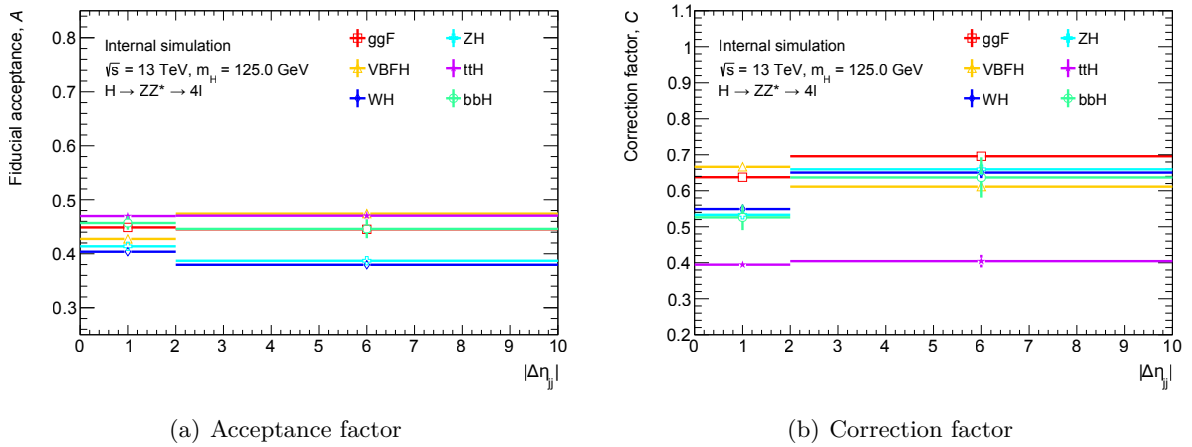 Fiducial acceptance, A
0.8
0.7
0.6
0.5
0.4
0.3
Internal simulation
√s = 13 TeV, m_H = 125.0 GeV
H → ZZ* → 4l
ggF
VBFH
WH
ZH
ttH
bbH
0 1 2 3 4 5 6 7 8 9 10
|Δη_jj|
(a) Acceptance factor
Correction factor, C
1.1
1
0.9
0.8
0.7
0.6
0.5
0.4
0.3
0.2
Internal simulation
√s = 13 TeV, m_H = 125.0 GeV
H → ZZ* → 4l
ggF
VBFH
WH
ZH
ttH
bbH
0 1 2 3 4 5 6 7 8 9 10
|Δη_jj|
(b) Correction factor